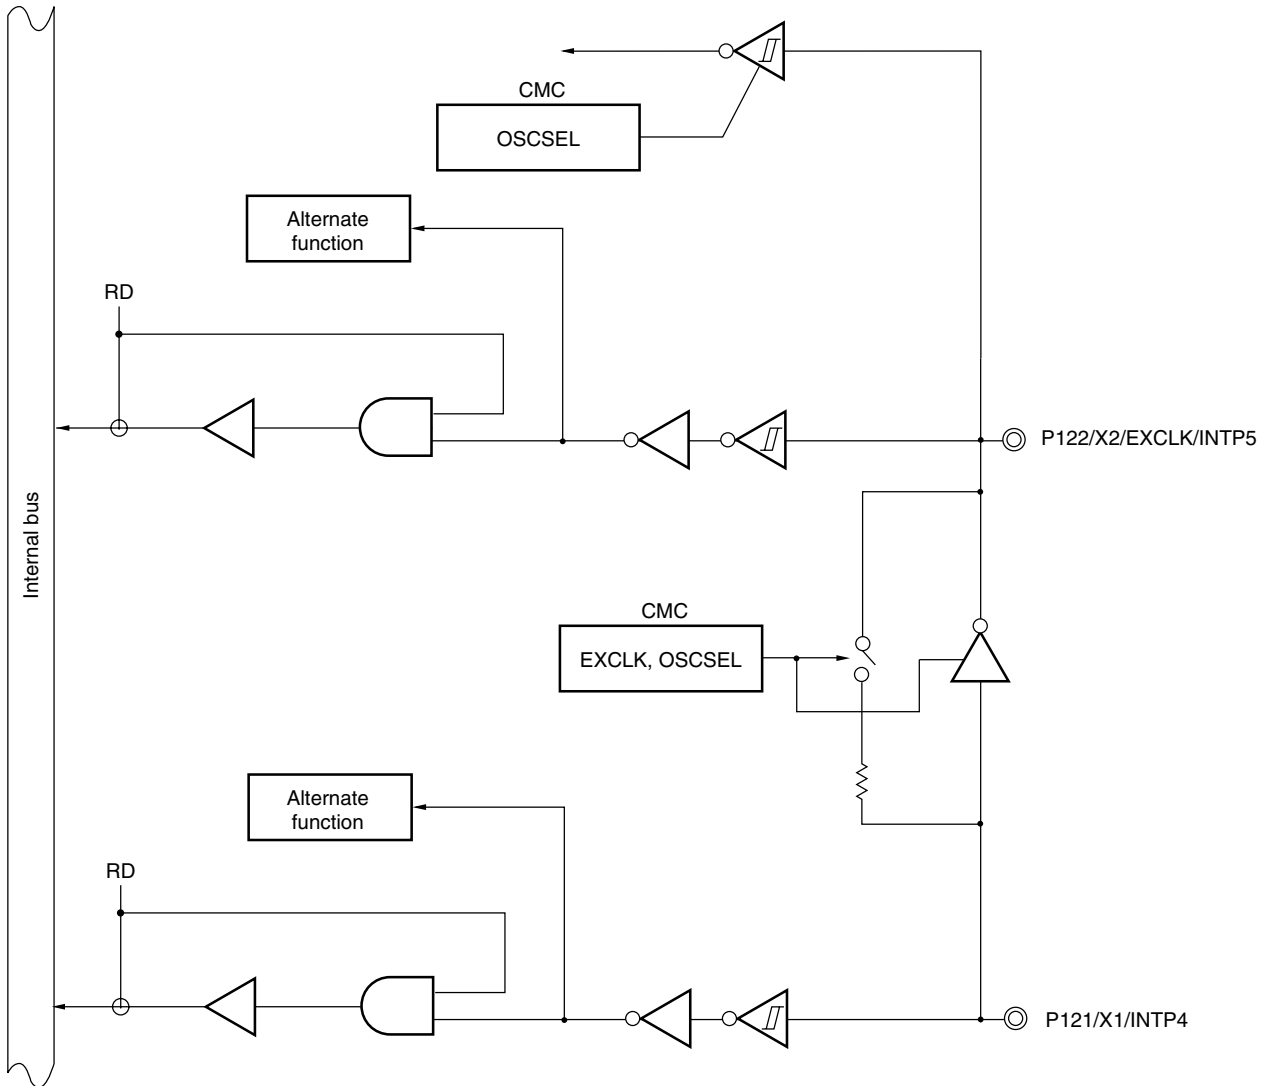 CMC
OSCSEL
Alternate
function
RD
P122/X2/EXCLK/INTP5
Internal bus
CMC
EXCLK, OSCSEL
Alternate
function
RD
P121/X1/INTP4